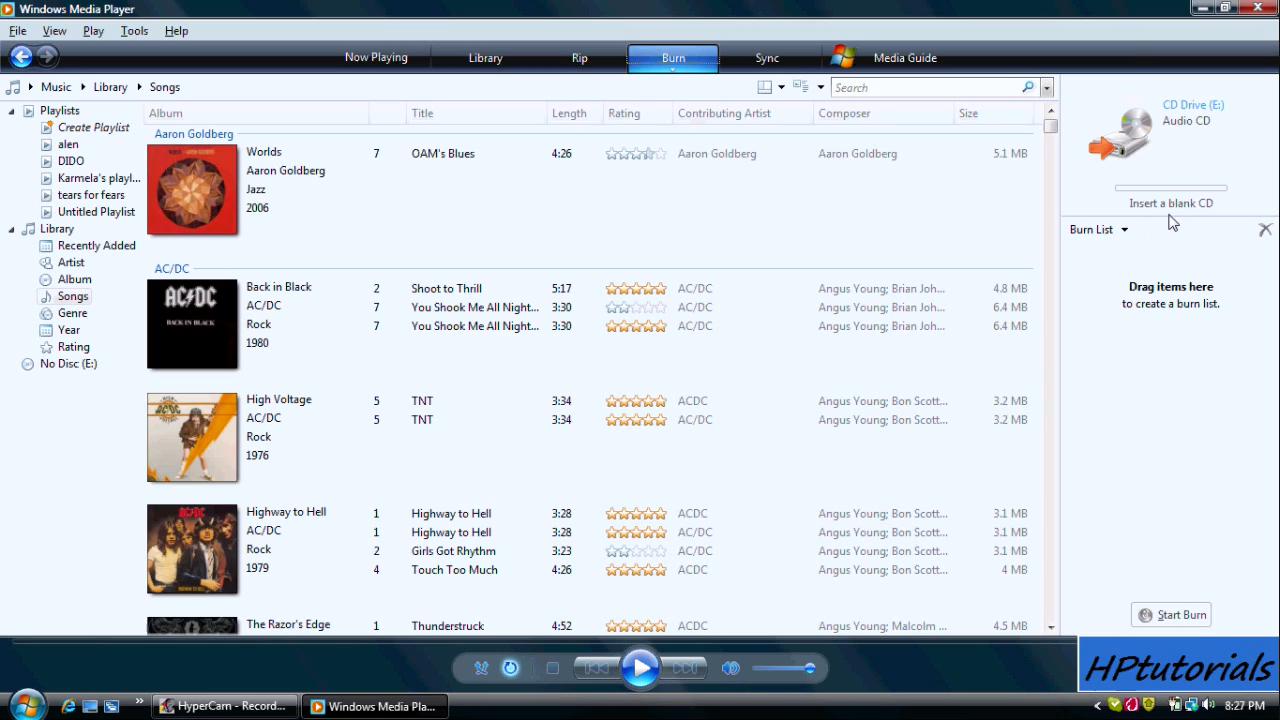 Windows Media Player
File View Play Tools Help
Now Playing Library Rip Burn Sync Media Guide
Music Library Songs Search
Playlists
Create Playlist
alen
DIDO
Karmela's playl...
tears for fears
Untitled Playlist
Library
Recently Added
Artist
Album
Songs
Genre
Year
Rating
No Disc (E:)
Album Title Length Rating Contributing Artist Composer Size
Aaron Goldberg
Worlds 7 OAM's Blues 4:26 Aaron Goldberg Aaron Goldberg 5.1 MB
Aaron Goldberg
Jazz
2006
AC/DC
AC/DC
BACK IN BLACK
Back in Black 2 Shoot to Thrill 5:17 AC/DC Angus Young; Brian Joh... 4.8 MB
AC/DC 7 You Shook Me All Night... 3:30 AC/DC Angus Young; Brian Joh... 6.4 MB
Rock 7 You Shook Me All Night... 3:30 AC/DC Angus Young; Brian Joh... 6.4 MB
1980
High Voltage 5 TNT 3:34 ACDC Angus Young; Bon Scott... 3.2 MB
AC/DC 5 TNT 3:34 AC/DC Angus Young; Bon Scott... 3.2 MB
Rock
1976
AC/DC
Highway to Hell 1 Highway to Hell 3:28 ACDC Angus Young; Bon Scott... 3.1 MB
AC/DC 1 Highway to Hell 3:28 AC/DC Angus Young; Bon Scott... 3.1 MB
Rock 2 Girls Got Rhythm 3:23 AC/DC Angus Young; Bon Scott... 3.1 MB
1979 4 Touch Too Much 4:26 ACDC Angus Young; Bon Scott... 4 MB
The Razor's Edge 1 Thunderstruck 4:52 AC/DC Angus Young; Malcolm ... 4.5 MB
CD Drive (E:)
Audio CD
Insert a blank CD
Burn List
Drag items here
to create a burn list.
Start Burn
HPtutorials
HyperCam - Record... Windows Media Pla... 8:27 PM